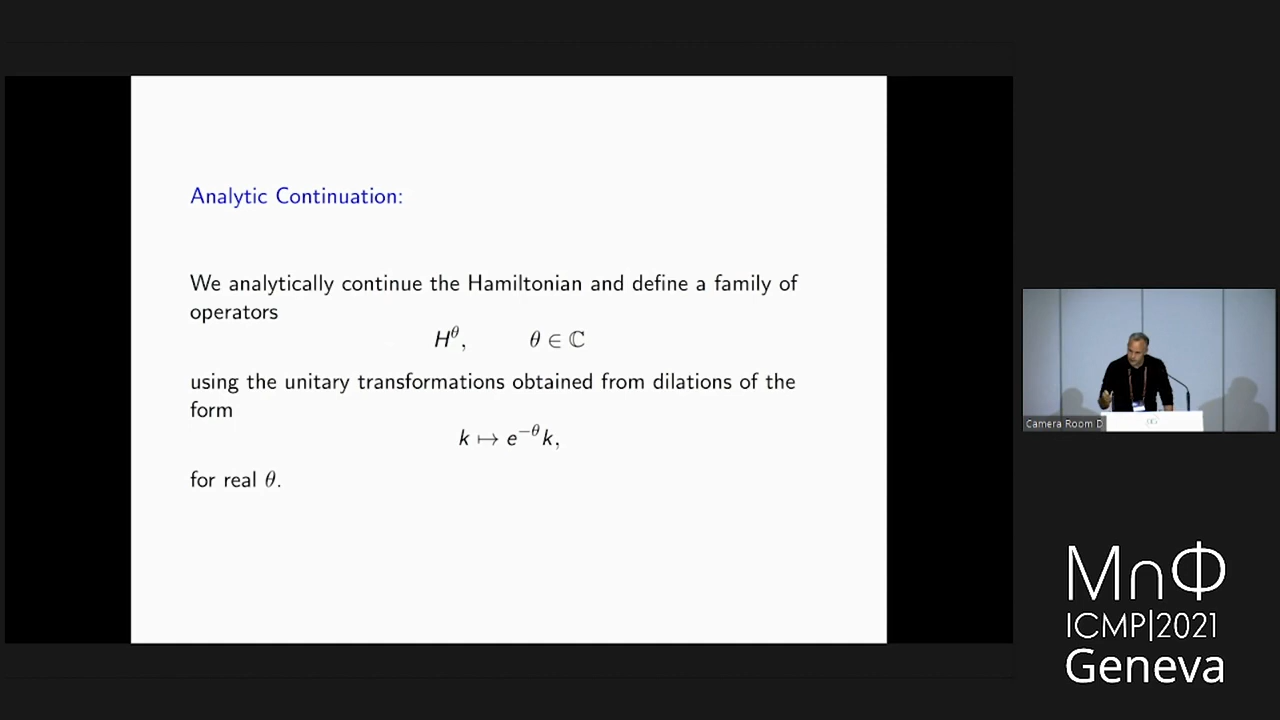 Analytic Continuation:
We analytically continue the Hamiltonian and define a family of
operators
H^θ, θ ∈ ℂ
using the unitary transformations obtained from dilations of the
form
k ↦ e^{−θ}k,
for real θ.
Camera Room D
M∩Φ
ICMP|2021
Geneva